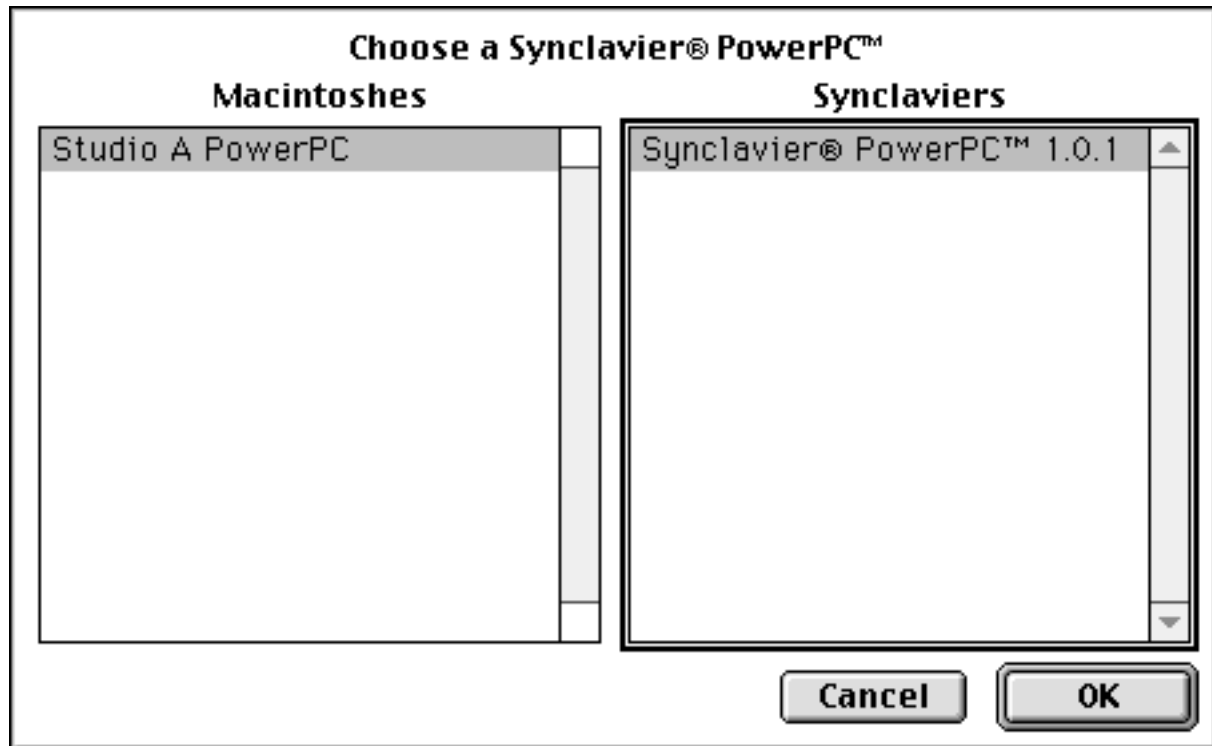 Choose a Synclavier® PowerPC™
Macintoshes
Synclaviers
Studio A PowerPC
Synclavier® PowerPC™ 1.0.1
Cancel
OK